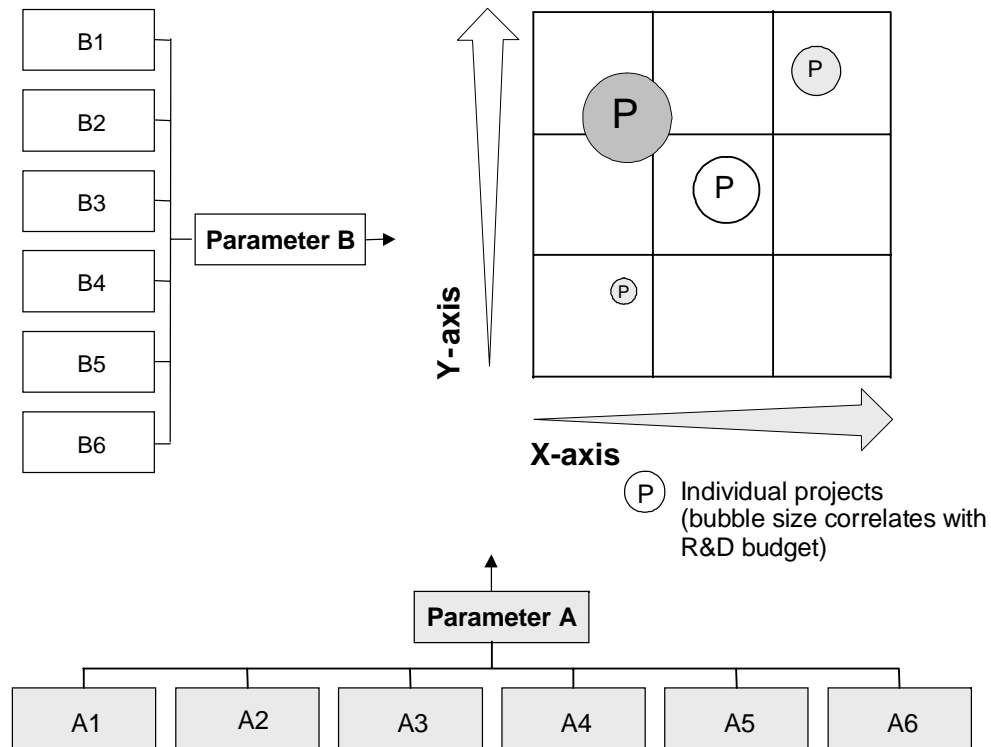 B1
B2
B3
B4
B5
B6
Parameter B
Y-axis
P
P
P
P
X-axis
P
Individual projects
(bubble size correlates with
R&D budget)
Parameter A
A1
A2
A3
A4
A5
A6